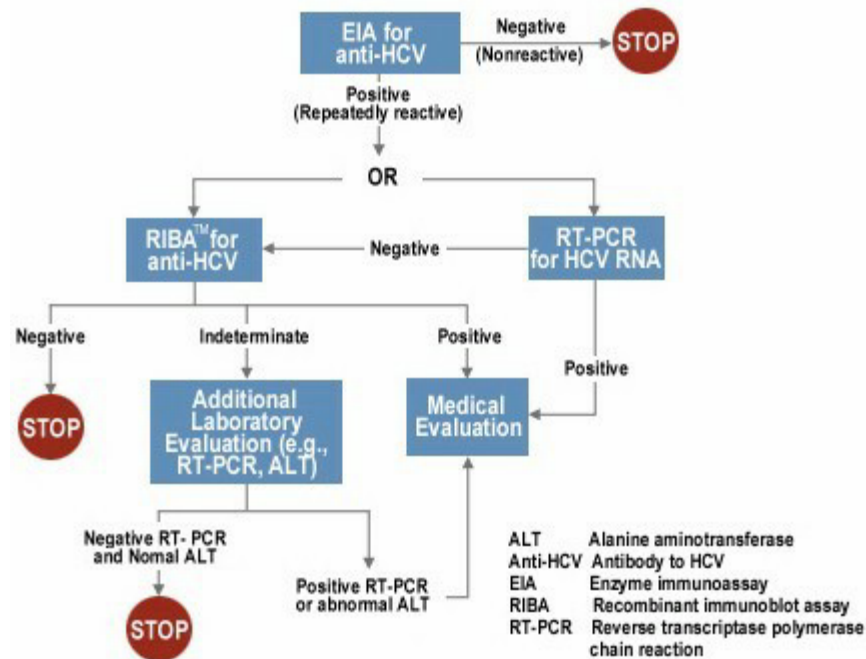 EIA for
anti-HCV
Negative
(Nonreactive)
STOP
Positive
(Repeatedly reactive)
OR
RIBA™ for
anti-HCV
Negative
RT-PCR
for HCV RNA
Negative
Indeterminate
Positive
Positive
STOP
Additional
Laboratory
Evaluation (e.g.,
RT-PCR, ALT)
Medical
Evaluation
Negative RT- PCR
and Nomal ALT
Positive RT-PCR
or abnormal ALT
STOP
ALT Alanine aminotransferase
Anti-HCV Antibody to HCV
EIA Enzyme immunoassay
RIBA Recombinant immunoblot assay
RT-PCR Reverse transcriptase polymerase
chain reaction